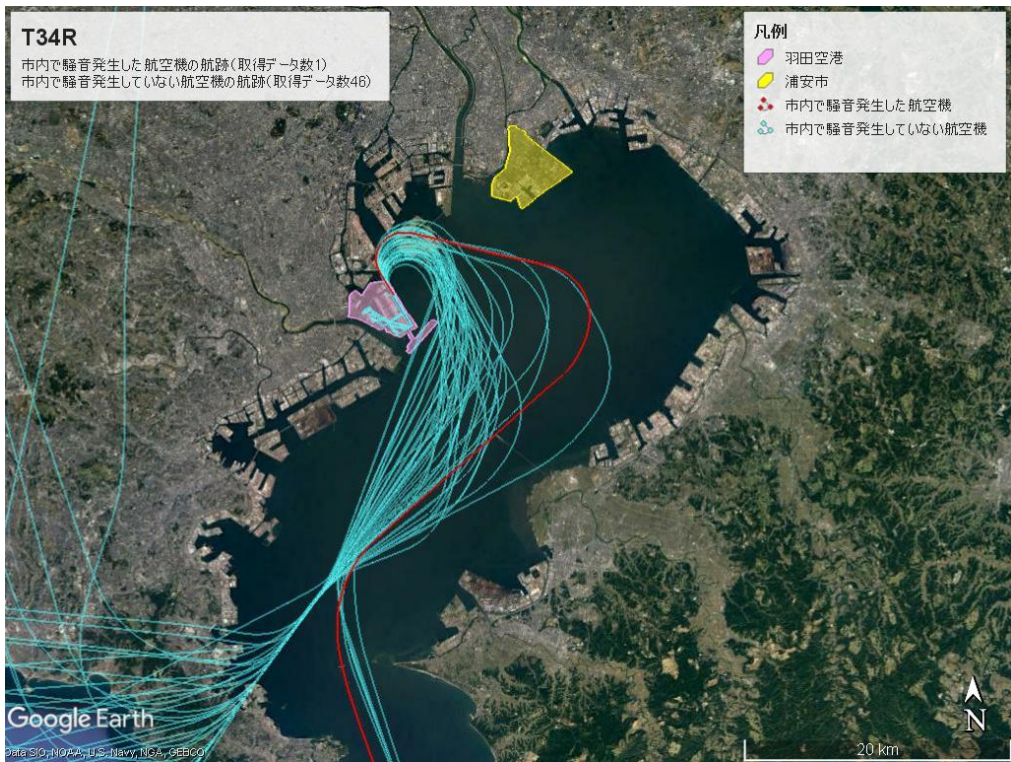 T34R
市内で騒音発生した航空機の航跡(取得データ数1)
市内で騒音発生していない航空機の航跡(取得データ数46)
凡例
羽田空港
浦安市
市内で騒音発生した航空機
市内で騒音発生していない航空機
Google Earth
Data SIO, NOAA, U.S. Navy, NGA, GEBCO
N
20 km